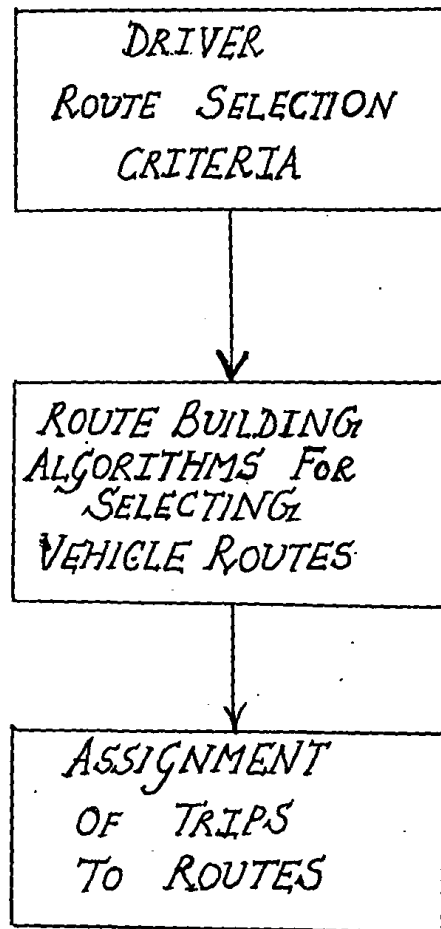 DRIVER
ROUTE SELECTION
CRITERIA
ROUTE BUILDING
ALGORITHMS FOR
SELECTING
VEHICLE ROUTES
ASSIGNMENT
OF TRIPS
TO ROUTES